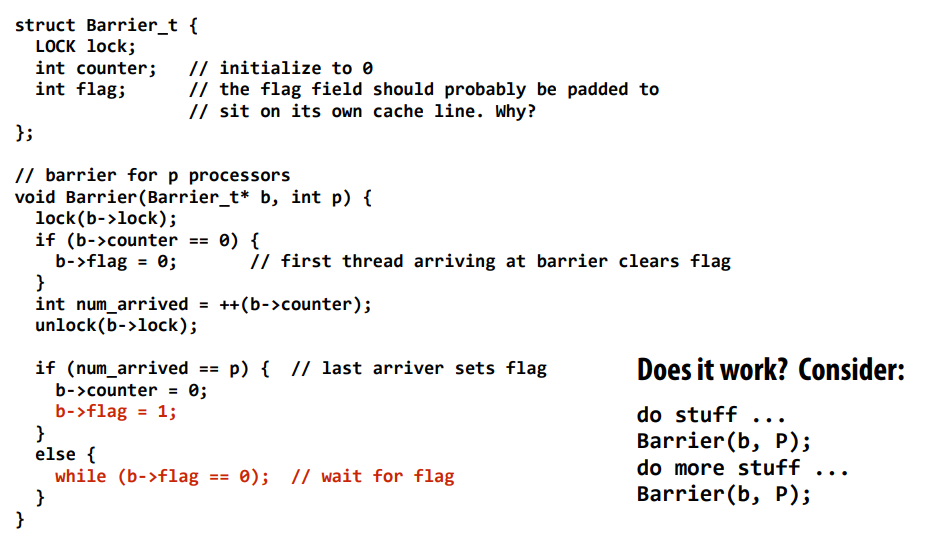 struct Barrier_t {
  LOCK lock;
  int counter;   // initialize to 0
  int flag;      // the flag field should probably be padded to
                 // sit on its own cache line. Why?
};

// barrier for p processors
void Barrier(Barrier_t* b, int p) {
  lock(b->lock);
  if (b->counter == 0) {
    b->flag = 0;      // first thread arriving at barrier clears flag
  }
  int num_arrived = ++(b->counter);
  unlock(b->lock);

  if (num_arrived == p) {  // last arriver sets flag
    b->counter = 0;
    b->flag = 1;
  }
  else {
    while (b->flag == 0);  // wait for flag
  }
}

Does it work?  Consider:
do stuff ...
Barrier(b, P);
do more stuff ...
Barrier(b, P);